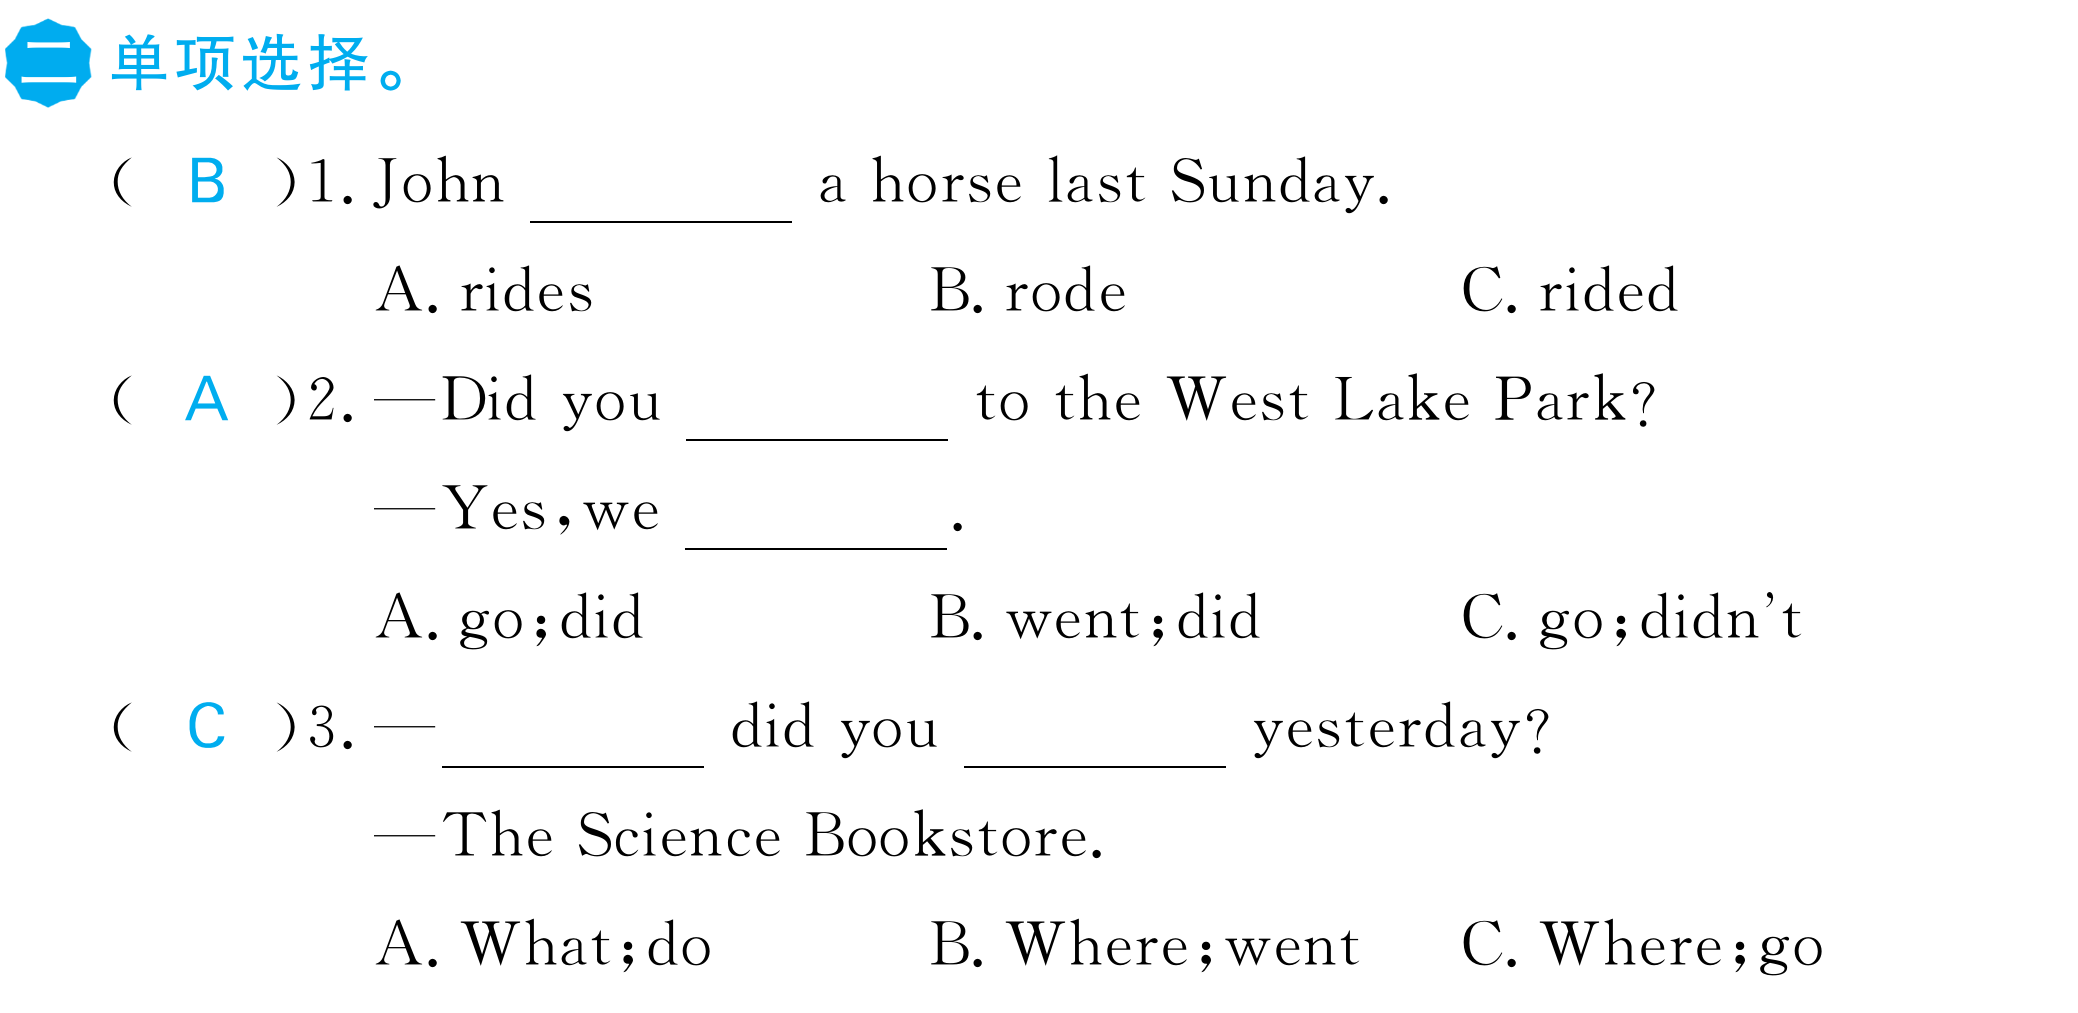 二 单项选择。
( B )1. John ________ a horse last Sunday.
A. rides B. rode C. rided
( A )2. —Did you ________ to the West Lake Park?
—Yes,we ________.
A. go;did B. went;did C. go;didn't
( C )3. —________ did you ________ yesterday?
—The Science Bookstore.
A. What;do B. Where;went C. Where;go